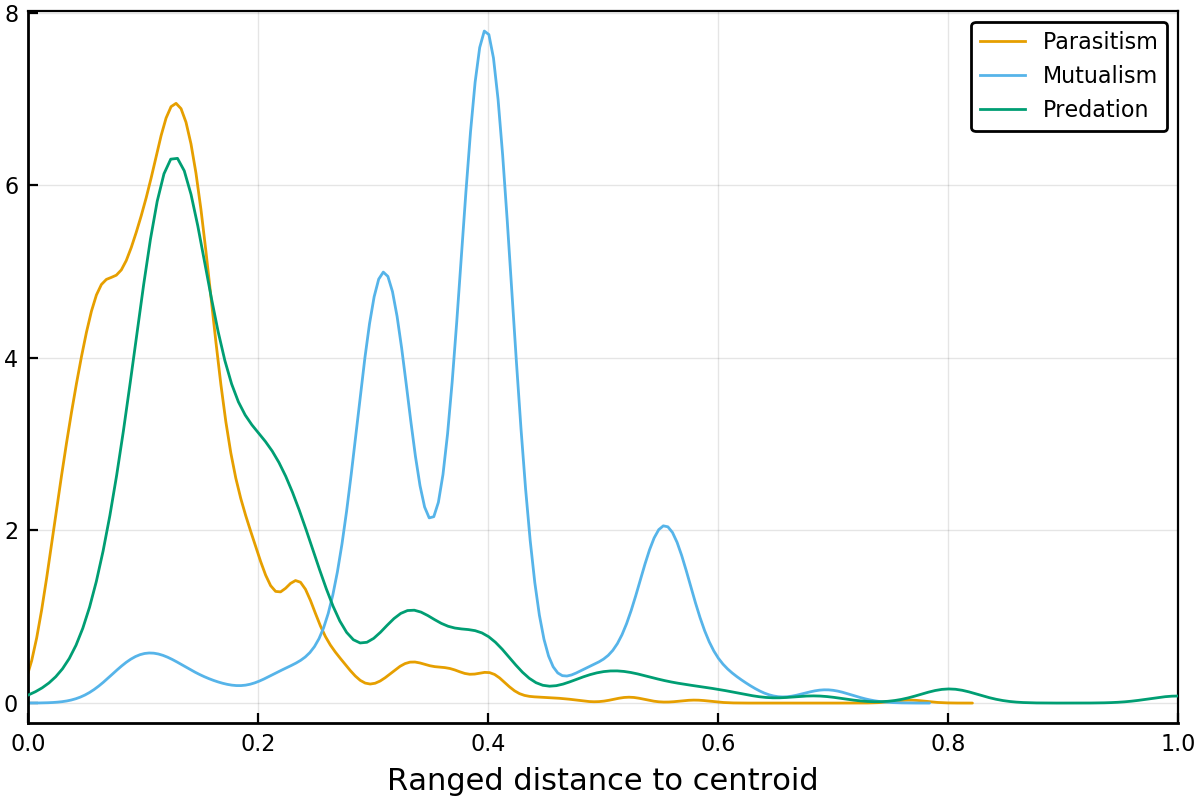 8
6
4
2
0
0.0 0.2 0.4 0.6 0.8 1.0
Ranged distance to centroid
Parasitism
Mutualism
Predation